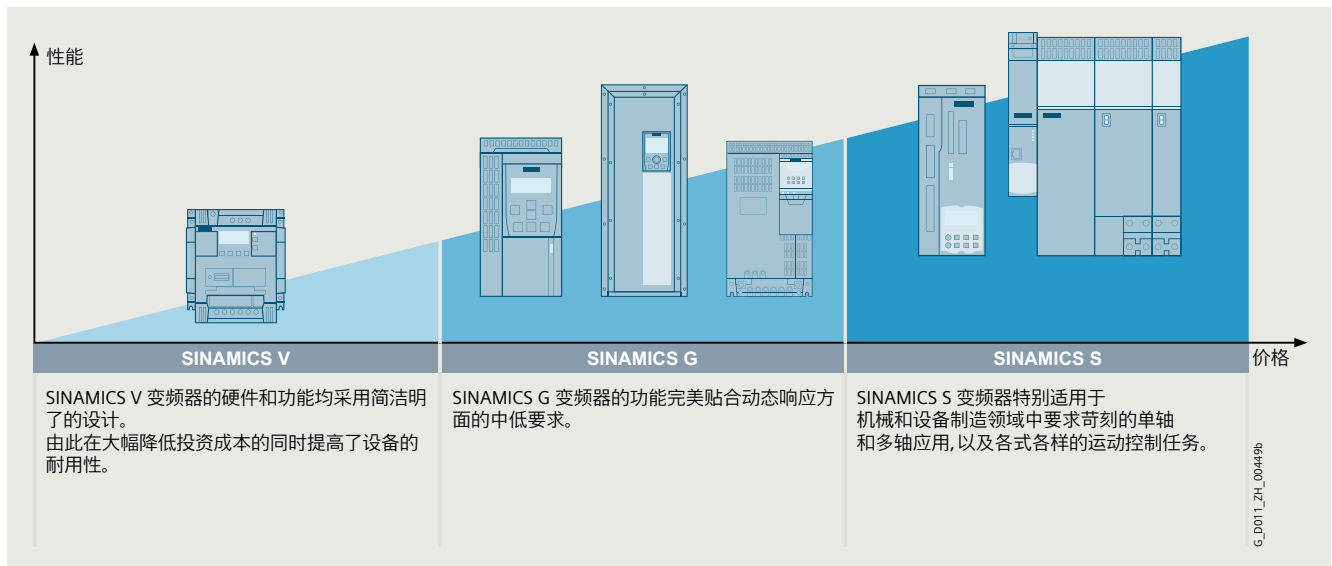 性能
SINAMICS V
SINAMICS G
SINAMICS S
价格
SINAMICS V 变频器的硬件和功能均采用简洁明
了的设计。
由此在大幅降低投资成本的同时提高了设备的
耐用性。
SINAMICS G 变频器的功能完美贴合动态响应方
面的中低要求。
SINAMICS S 变频器特别适用于
机械和设备制造领域中要求苛刻的单轴
和多轴应用, 以及各式各样的运动控制任务。
G_D011_ZH_00449b